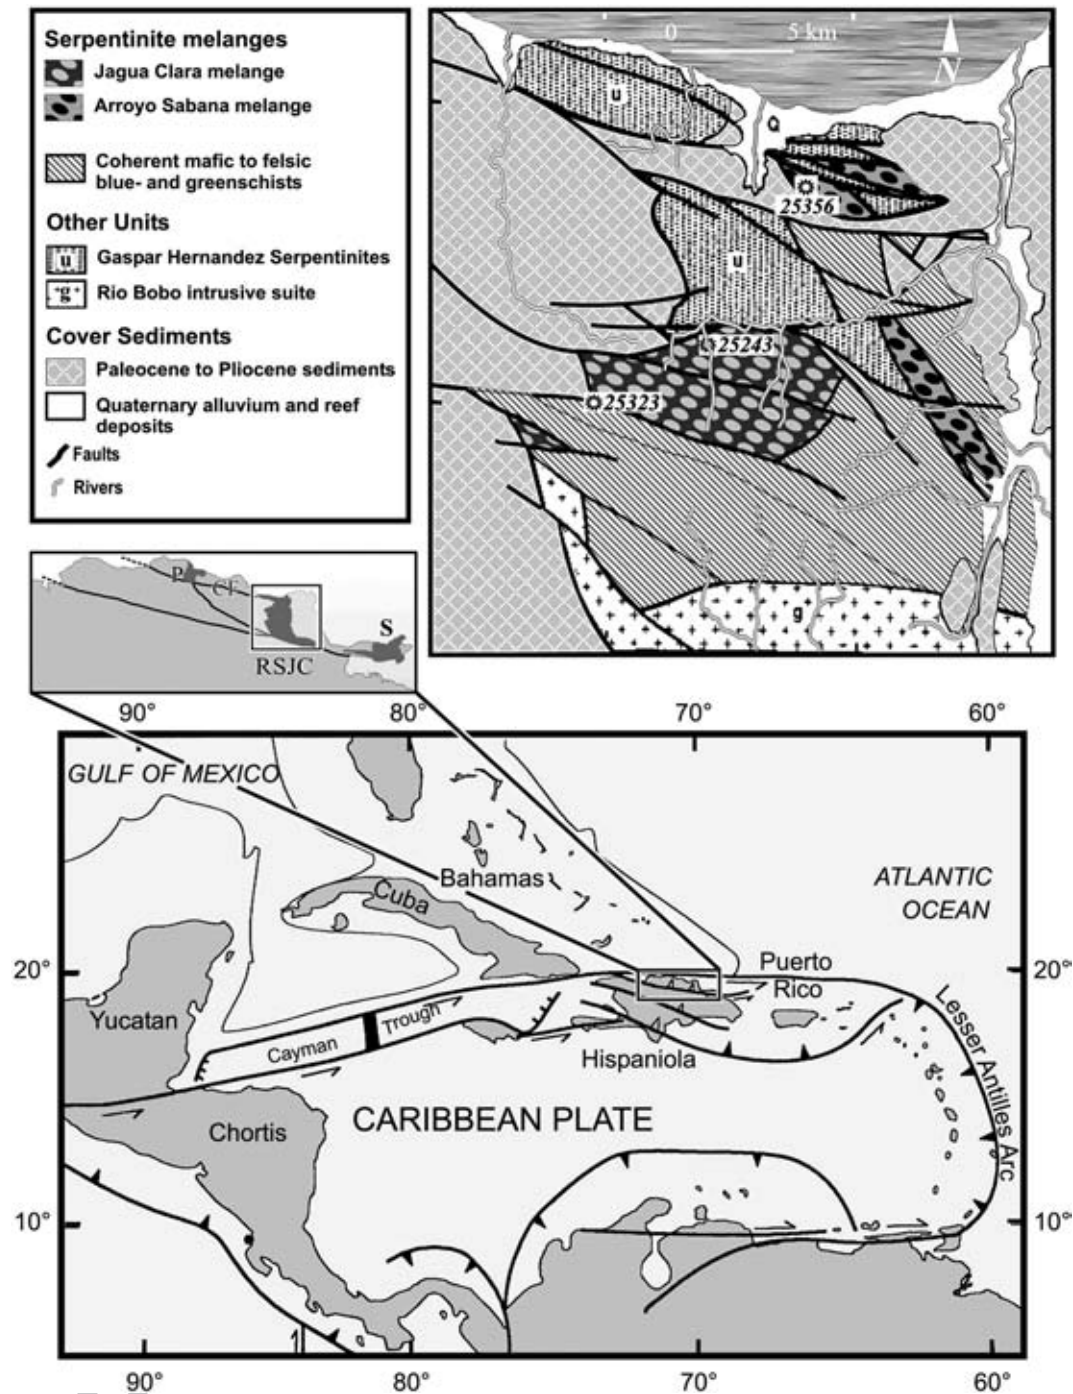 Serpentinite melanges
Jagua Clara melange
Arroyo Sabana melange
Coherent mafic to felsic
blue- and greenschists
Other Units
u
Gaspar Hernandez Serpentinites
g
Rio Bobo intrusive suite
Cover Sediments
Paleocene to Pliocene sediments
Quaternary alluvium and reef
deposits
Faults
Rivers
0 5 km
N
u
Q
25356
u
25243
25323
g
P
CF
S
RSJC
90° 80° 70° 60°
GULF OF MEXICO
ATLANTIC
OCEAN
Bahamas
Cuba
20° 20°
Puerto
Rico
Yucatan
Cayman Trough
Hispaniola
Lesser Antilles Arc
Chortis
CARIBBEAN PLATE
10° 10°
90° 80° 70° 60°